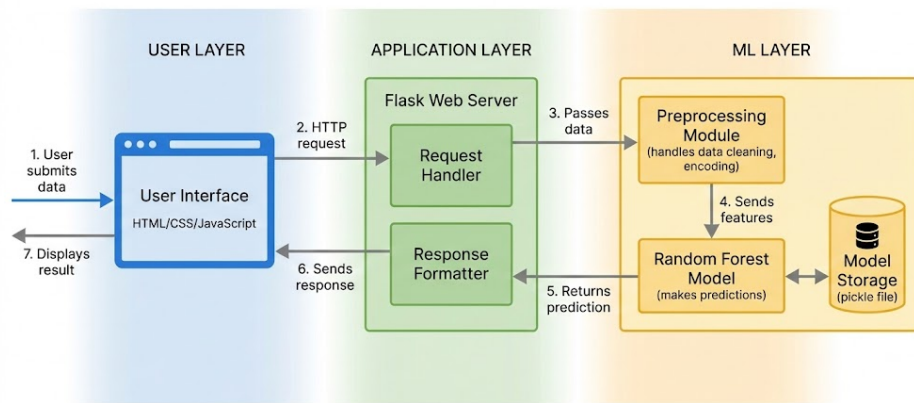 USER LAYER
APPLICATION LAYER
ML LAYER
1. User
submits
data
User Interface
HTML/CSS/JavaScript
7. Displays
result
2. HTTP
request
Flask Web Server
Request
Handler
Response
Formatter
6. Sends
response
3. Passes
data
Preprocessing
Module
(handles data cleaning,
encoding)
4. Sends
features
Random Forest
Model
(makes predictions)
5. Returns
prediction
Model
Storage
(pickle file)